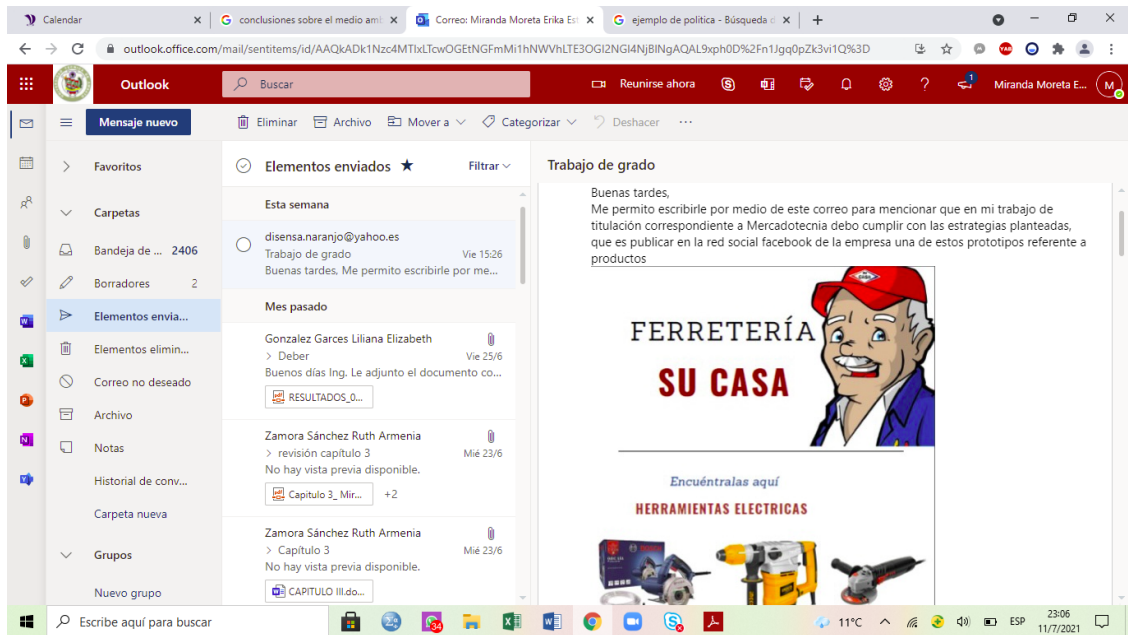 Calendar
conclusiones sobre el medio amb
Correo: Miranda Moreta Erika Est
ejemplo de politica - Búsqueda d
outlook.office.com/mail/sentitems/id/AAQkADk1Nzc4MTIxLTcwOGEtNGFmMi1hNWVhLTE3OGI2NGI4NjBlNgAQAL9xph0D%2Fn1Jgq0pZk3vi1Q%3D
Outlook
Buscar
Reunirse ahora
1
Miranda Moreta E...
M
Mensaje nuevo
Eliminar
Archivo
Mover a
Categorizar
Deshacer
Favoritos
Carpetas
Bandeja de ... 2406
Borradores 2
Elementos envia...
Elementos elimin...
Correo no deseado
Archivo
Notas
Historial de conv...
Carpeta nueva
Grupos
Nuevo grupo
Elementos enviados ★ Filtrar
Esta semana
disensa.naranjo@yahoo.es
Trabajo de grado Vie 15:26
Buenas tardes, Me permito escribirle por me...
Mes pasado
Gonzalez Garces Liliana Elizabeth
> Deber Vie 25/6
Buenos días Ing. Le adjunto el documento co...
RESULTADOS_0...
Zamora Sánchez Ruth Armenia
> revisión capítulo 3 Mié 23/6
No hay vista previa disponible.
Capitulo 3_ Mir... +2
Zamora Sánchez Ruth Armenia
> Capítulo 3 Mié 23/6
No hay vista previa disponible.
CAPITULO III.do...
Trabajo de grado
Buenas tardes,
Me permito escribirle por medio de este correo para mencionar que en mi trabajo de
titulación correspondiente a Mercadotecnia debo cumplir con las estrategias planteadas,
que es publicar en la red social facebook de la empresa una de estos prototipos referente a
productos
FERRETERÍA
SU CASA
Encuéntralas aquí
HERRAMIENTAS ELECTRICAS
Escribe aquí para buscar
34
11°C
ESP
23:06
11/7/2021